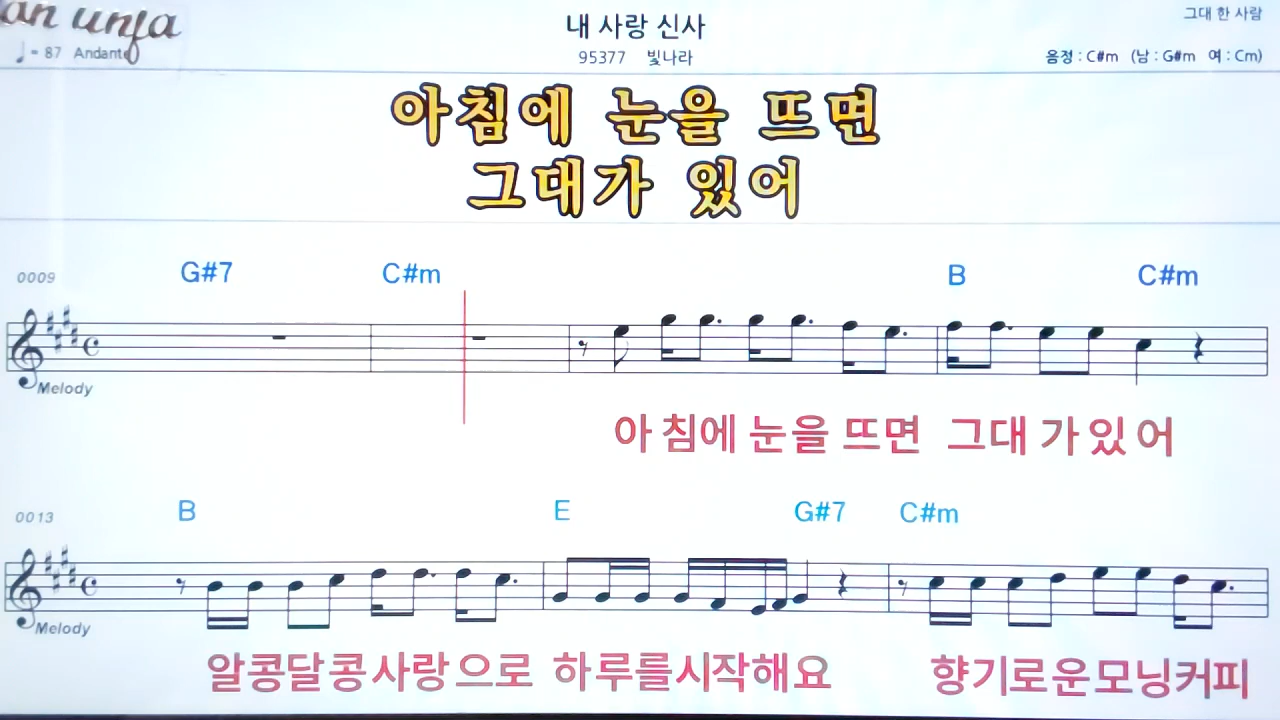 an unfa
내 사랑 신사
그대 한 사람
♩= 87 Andante
95377 빛나라
음정 : C#m (남 : G#m 여 : Cm)
아침에 눈을 뜨면
그대가 있어
0009 G#7 C#m B C#m
Melody
아 침에 눈을 뜨면 그대 가 있 어
0013 B E G#7 C#m
Melody
알콩달콩 사랑으로 하루를시작해요 향기로운모닝커피